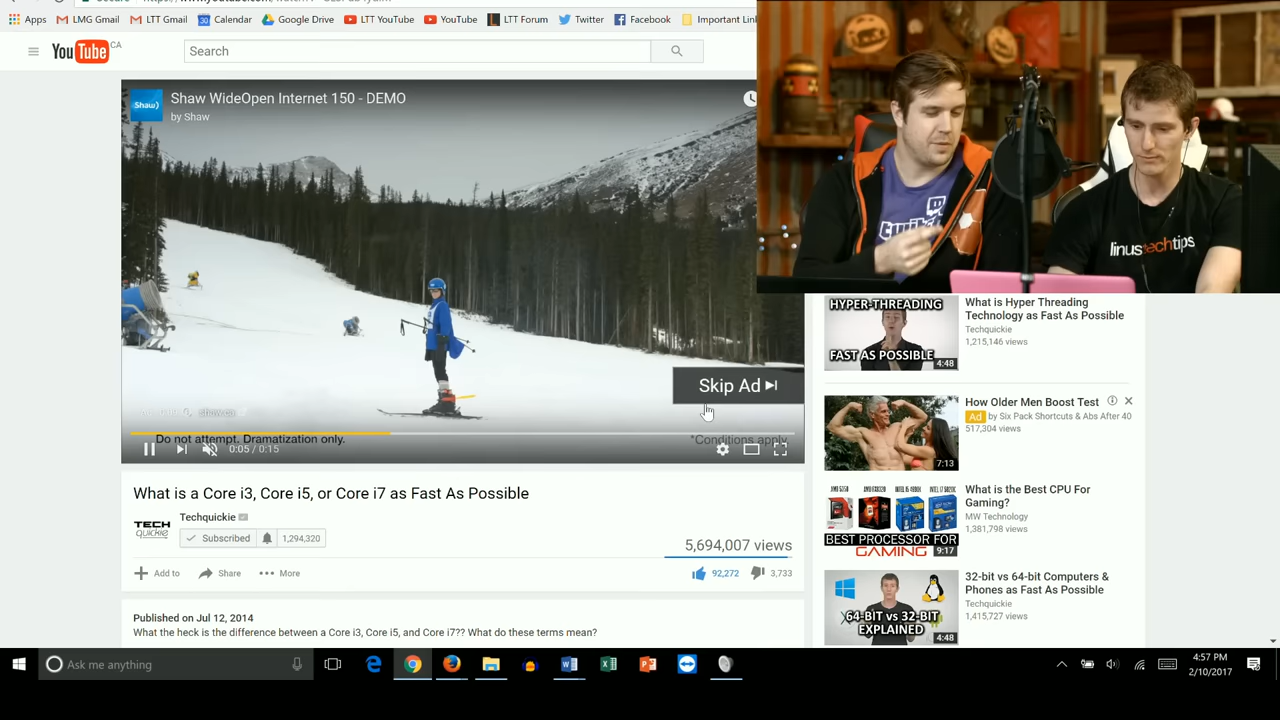 Apps LMG Gmail LTT Gmail Calendar Google Drive LTT YouTube YouTube LTT Forum Twitter Facebook Important Lin
YouTube CA
Search
Shaw)
Shaw WideOpen Internet 150 - DEMO
by Shaw
twitch
linustechtips
Skip Ad
shaw.ca
Do not attempt. Dramatization only.
*Conditions apply.
0:05 / 0:15
What is a Core i3, Core i5, or Core i7 as Fast As Possible
TECH
quickie
Techquickie
Subscribed 1,294,320
5,694,007 views
Add to Share More
92,272 3,733
Published on Jul 12, 2014
What the heck is the difference between a Core i3, Core i5, and Core i7?? What do these terms mean?
HYPER-THREADING
FAST AS POSSIBLE
4:48
What is Hyper Threading
Technology as Fast As Possible
Techquickie
1,215,146 views
7:13
How Older Men Boost Test
Ad by Six Pack Shortcuts & Abs After 40
517,304 views
BEST PROCESSOR FOR
GAMING
9:17
What is the Best CPU For
Gaming?
MW Technology
1,381,798 views
64-BIT vs 32-BIT
EXPLAINED
4:48
32-bit vs 64-bit Computers &
Phones as Fast As Possible
Techquickie
1,415,727 views
Ask me anything
4:57 PM
2/10/2017